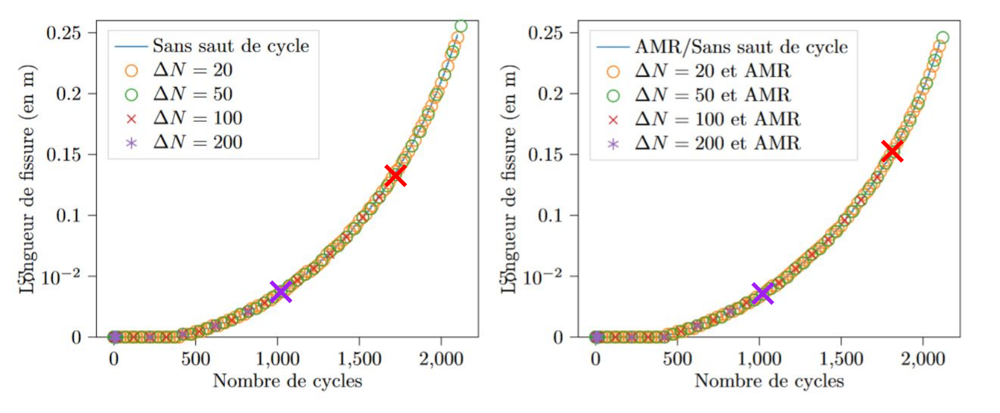 0.25
0.2
0.15
0.1
5 10⁻²
0
Longueur de fissure (en m)
Sans saut de cycle
ΔN = 20
ΔN = 50
ΔN = 100
ΔN = 200
0 500 1,000 1,500 2,000
Nombre de cycles
0.25
0.2
0.15
0.1
5 10⁻²
0
Longueur de fissure (en m)
AMR/Sans saut de cycle
ΔN = 20 et AMR
ΔN = 50 et AMR
ΔN = 100 et AMR
ΔN = 200 et AMR
0 500 1,000 1,500 2,000
Nombre de cycles